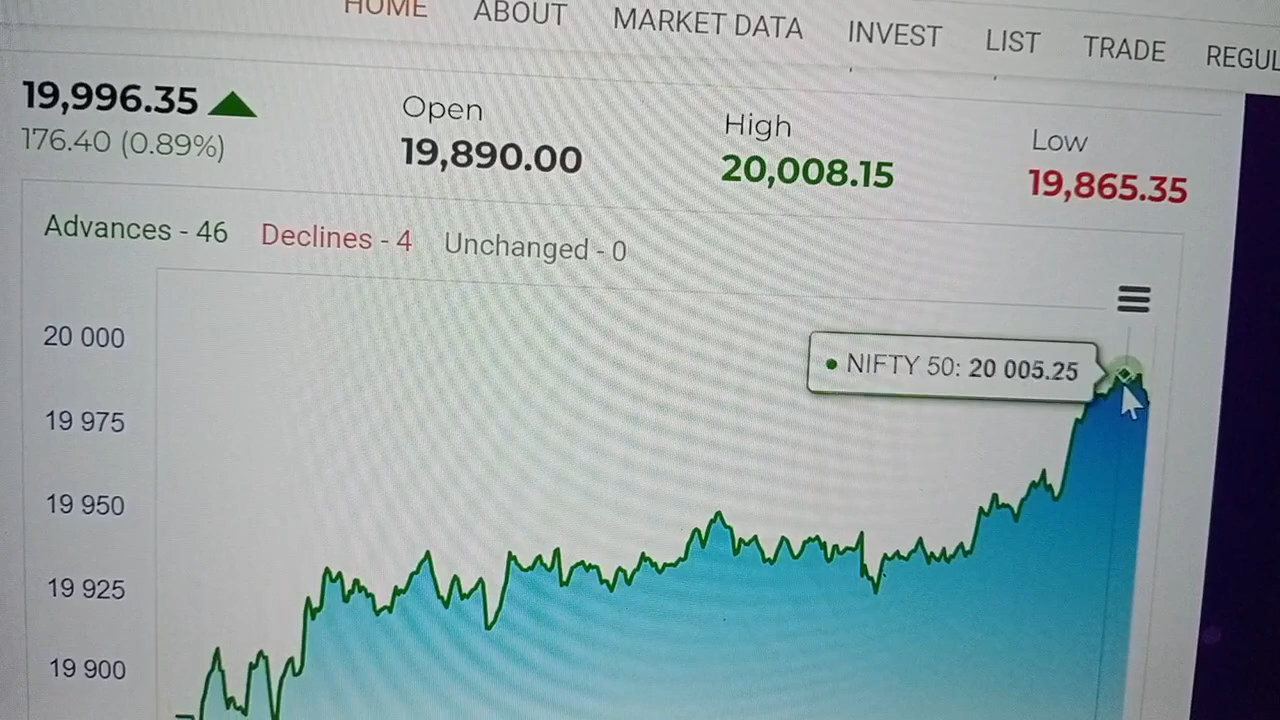 HOME ABOUT MARKET DATA INVEST LIST TRADE
19,996.35
176.40 (0.89%)
Open
19,890.00
High
20,008.15
Low
19,865.35
Advances - 46 Declines - 4 Unchanged - 0
20 000
NIFTY 50: 20 005.25
19 975
19 950
19 925
19 900